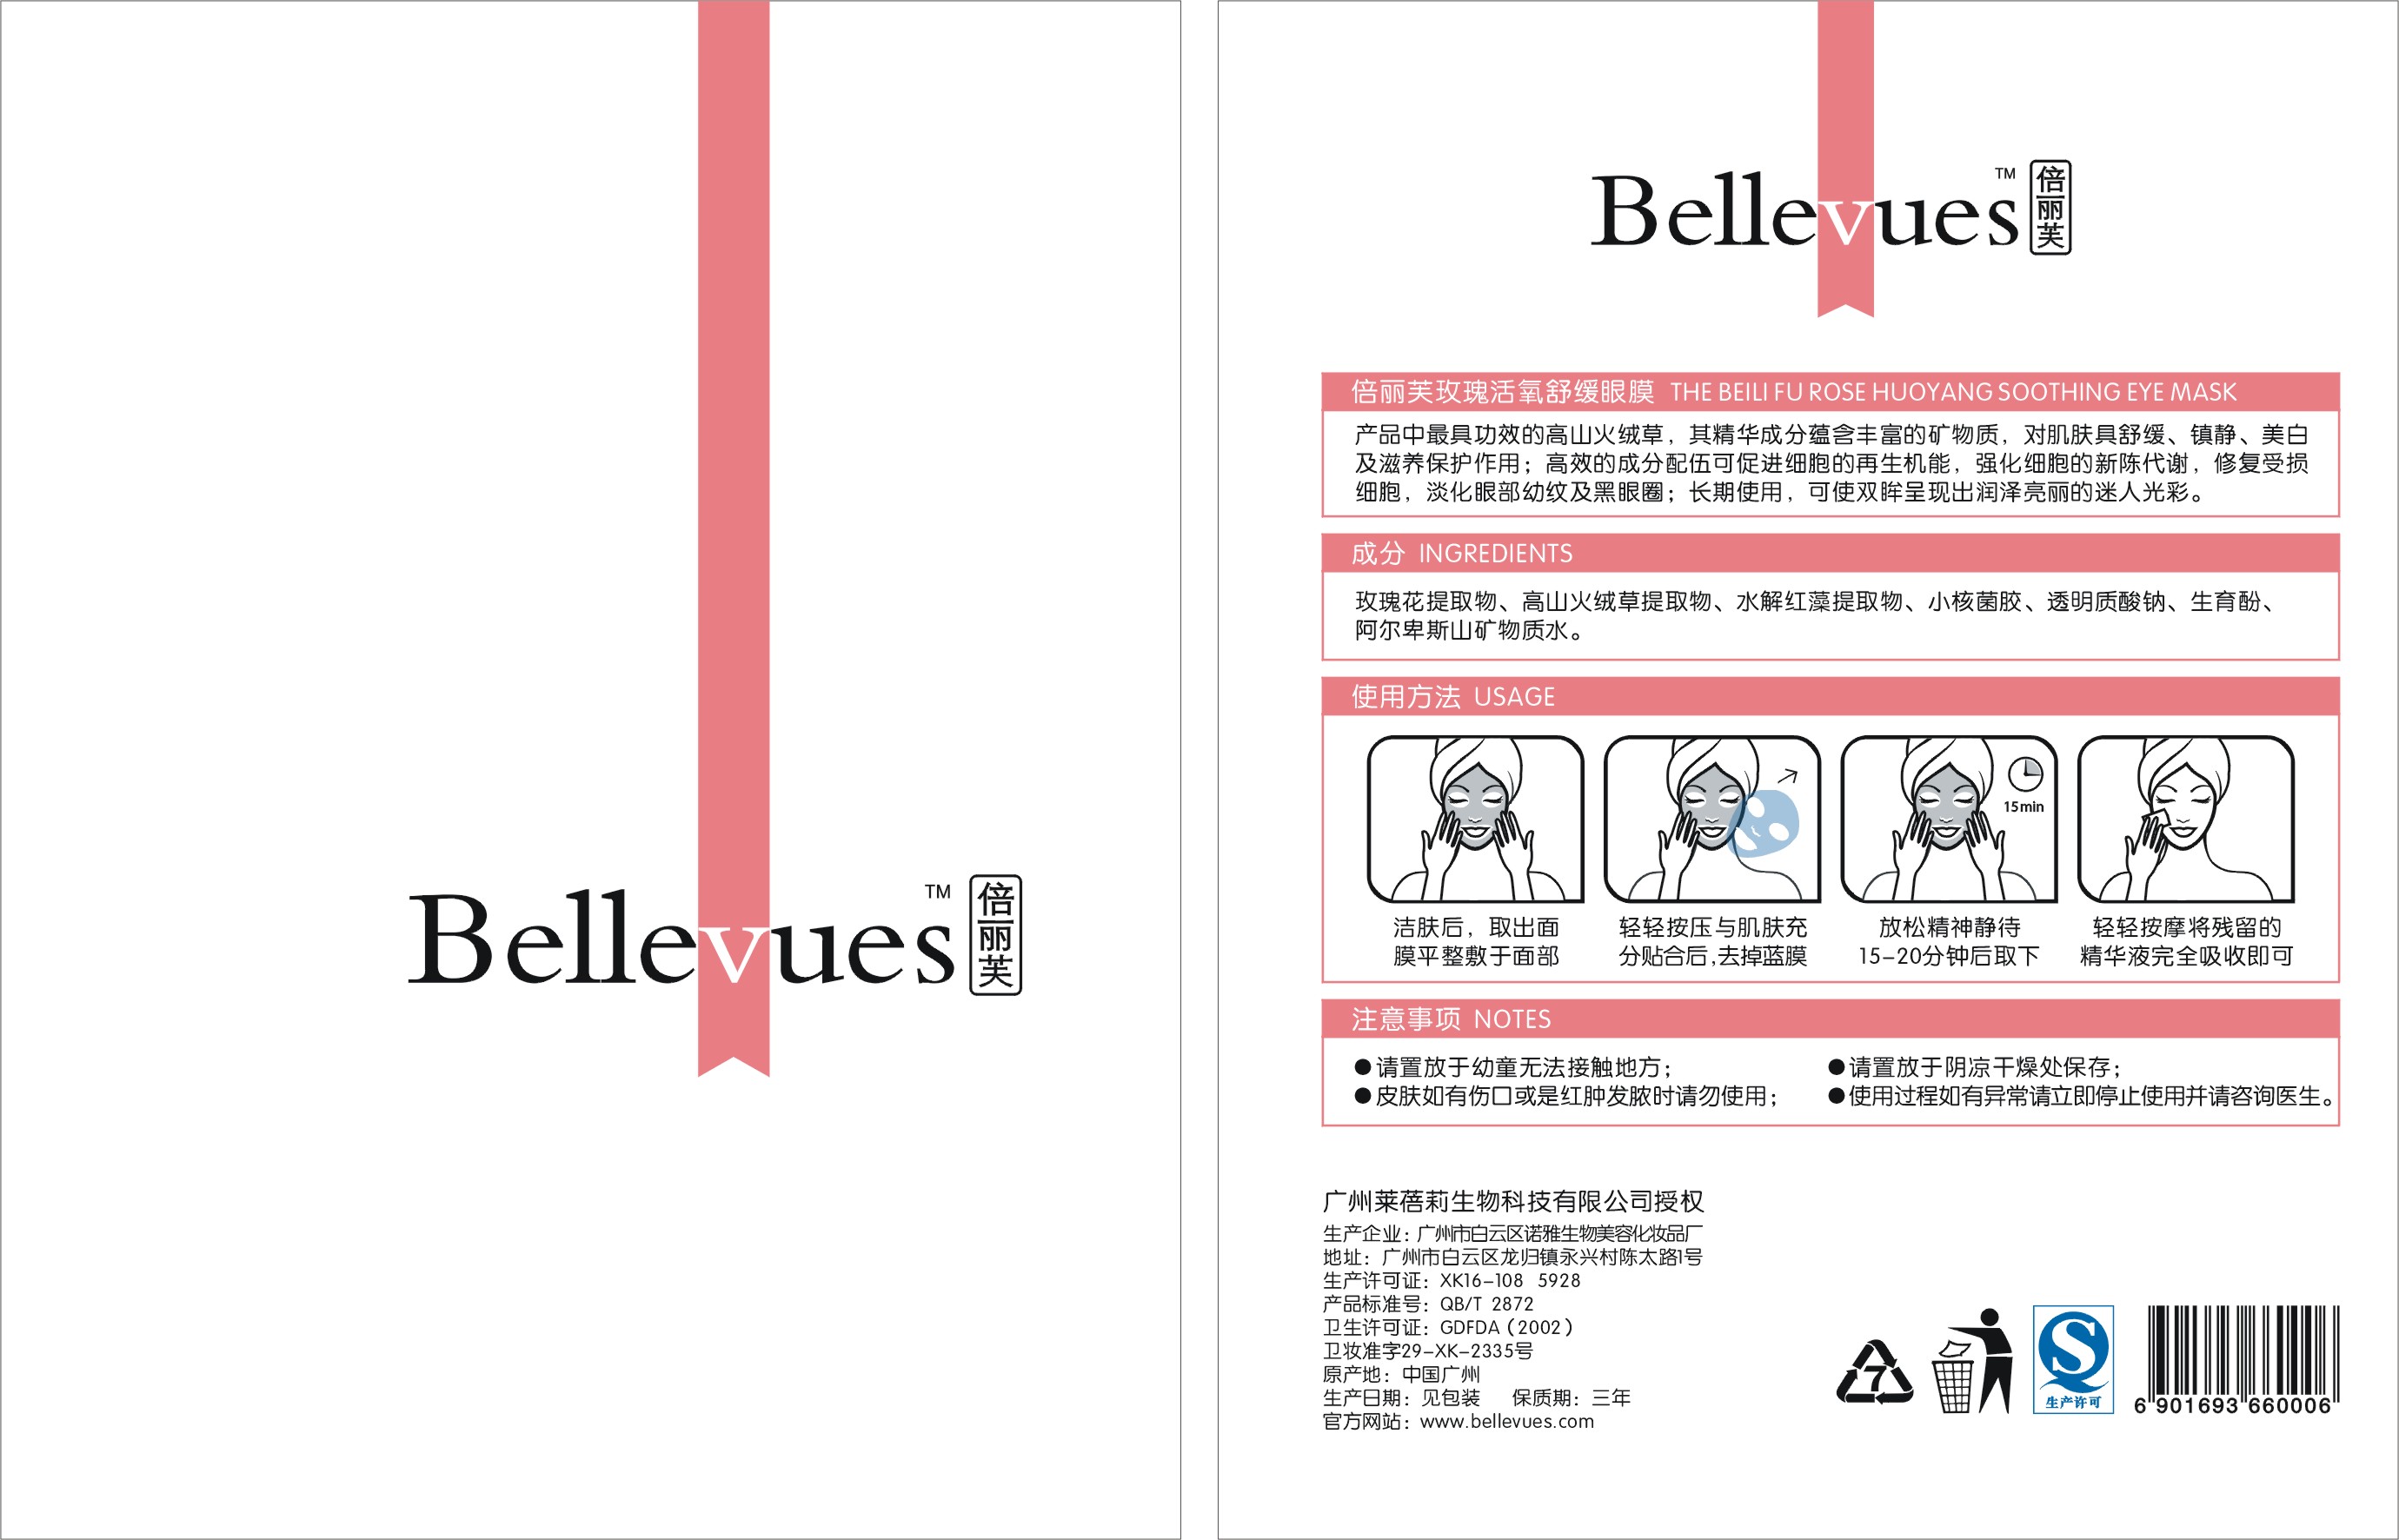 Bellevues
TM
倍丽芙
Bellevues
TM
倍丽芙
倍丽芙玫瑰活氧舒缓眼膜 THE BEILI FU ROSE HUOYANG SOOTHING EYE MASK
产品中最具功效的高山火绒草，其精华成分蕴含丰富的矿物质，对肌肤具舒缓、镇静、美白
及滋养保护作用；高效的成分配伍可促进细胞的再生机能，强化细胞的新陈代谢，修复受损
细胞，淡化眼部幼纹及黑眼圈；长期使用，可使双眸呈现出润泽亮丽的迷人光彩。
成分 INGREDIENTS
玫瑰花提取物、高山火绒草提取物、水解红藻提取物、小核菌胶、透明质酸钠、生育酚、
阿尔卑斯山矿物质水。
使用方法 USAGE
15min
洁肤后，取出面
膜平整敷于面部
轻轻按压与肌肤充
分贴合后,去掉蓝膜
放松精神静待
15-20分钟后取下
轻轻按摩将残留的
精华液完全吸收即可
注意事项 NOTES
●请置放于幼童无法接触地方；
●请置放于阴凉干燥处保存；
●皮肤如有伤口或是红肿发脓时请勿使用；
●使用过程如有异常请立即停止使用并请咨询医生。
广州莱蓓莉生物科技有限公司授权
生产企业：广州市白云区诺雅生物美容化妆品厂
地址：广州市白云区龙归镇永兴村陈太路1号
生产许可证：XK16-108 5928
产品标准号：QB/T 2872
卫生许可证：GDFDA（2002）
卫妆准字29-XK-2335号
原产地：中国广州
生产日期：见包装 保质期：三年
官方网站：www.bellevues.com
7
S
生产许可
6 901693 660006